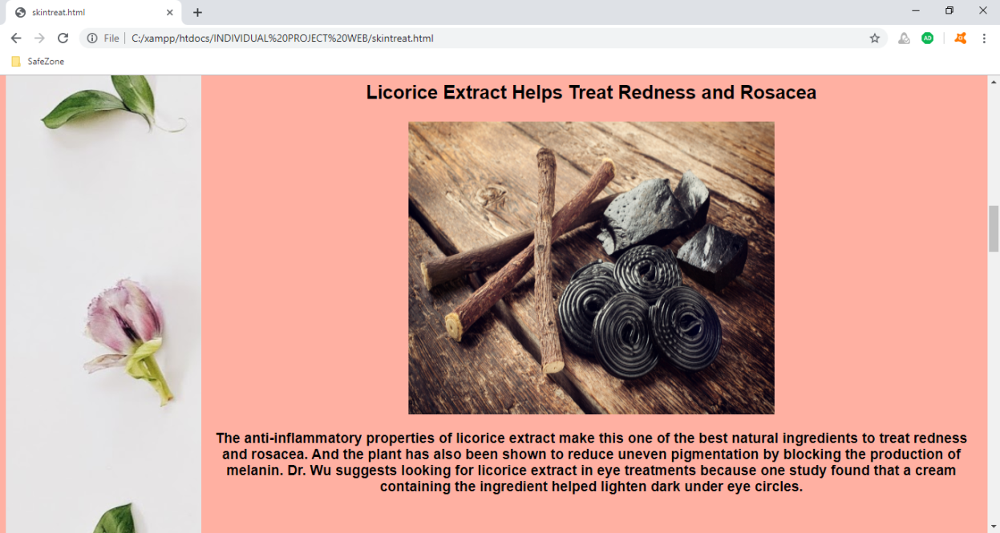 skintreat.html
File
C:/xampp/htdocs/INDIVIDUAL%20PROJECT%20WEB/skintreat.html
AD
SafeZone
Licorice Extract Helps Treat Redness and Rosacea
The anti-inflammatory properties of licorice extract make this one of the best natural ingredients to treat redness
and rosacea. And the plant has also been shown to reduce uneven pigmentation by blocking the production of
melanin. Dr. Wu suggests looking for licorice extract in eye treatments because one study found that a cream
containing the ingredient helped lighten dark under eye circles.